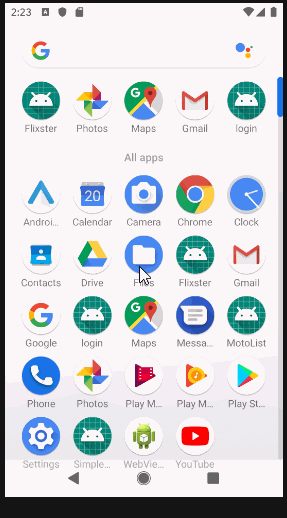 2:23
Flixster Photos Maps Gmail login
All apps
Androi... Calendar Camera Chrome Clock
20
Contacts Drive Files Flixster Gmail
Google login Maps Messa... MotoList
Phone Photos Play M... Play M... Play St...
Settings Simple... WebVie... YouTube